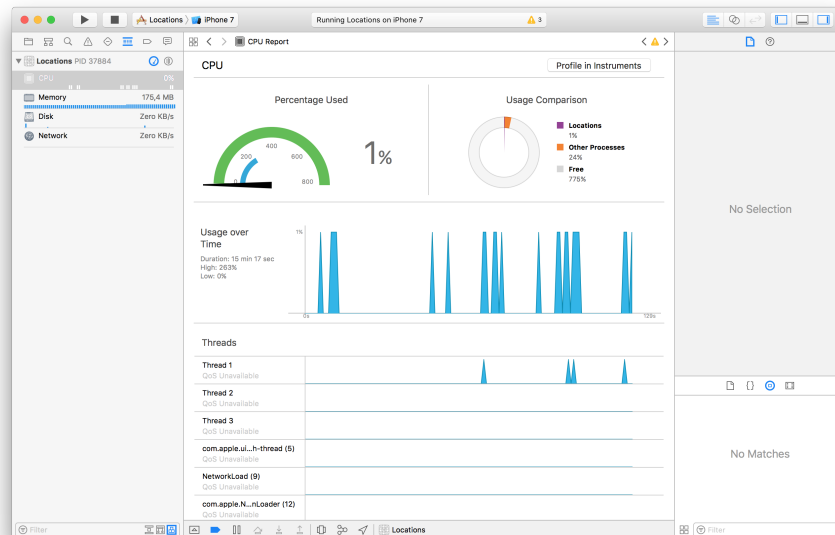 Locations
iPhone 7
Running Locations on iPhone 7
3
CPU Report
Locations PID 37884
CPU 0%
Memory 175,4 MB
Disk Zero KB/s
Network Zero KB/s
Filter
CPU
Profile in Instruments
Percentage Used
0
200
400
600
800
1%
Usage Comparison
Locations
1%
Other Processes
24%
Free
775%
Usage over
Time
Duration: 15 min 17 sec
High: 263%
Low: 0%
1%
0s
129s
Threads
Thread 1
QoS Unavailable
Thread 2
QoS Unavailable
Thread 3
QoS Unavailable
com.apple.ui...h-thread (5)
QoS Unavailable
NetworkLoad (9)
QoS Unavailable
com.apple.N...nLoader (12)
QoS Unavailable
Locations
No Selection
{}
No Matches
Filter